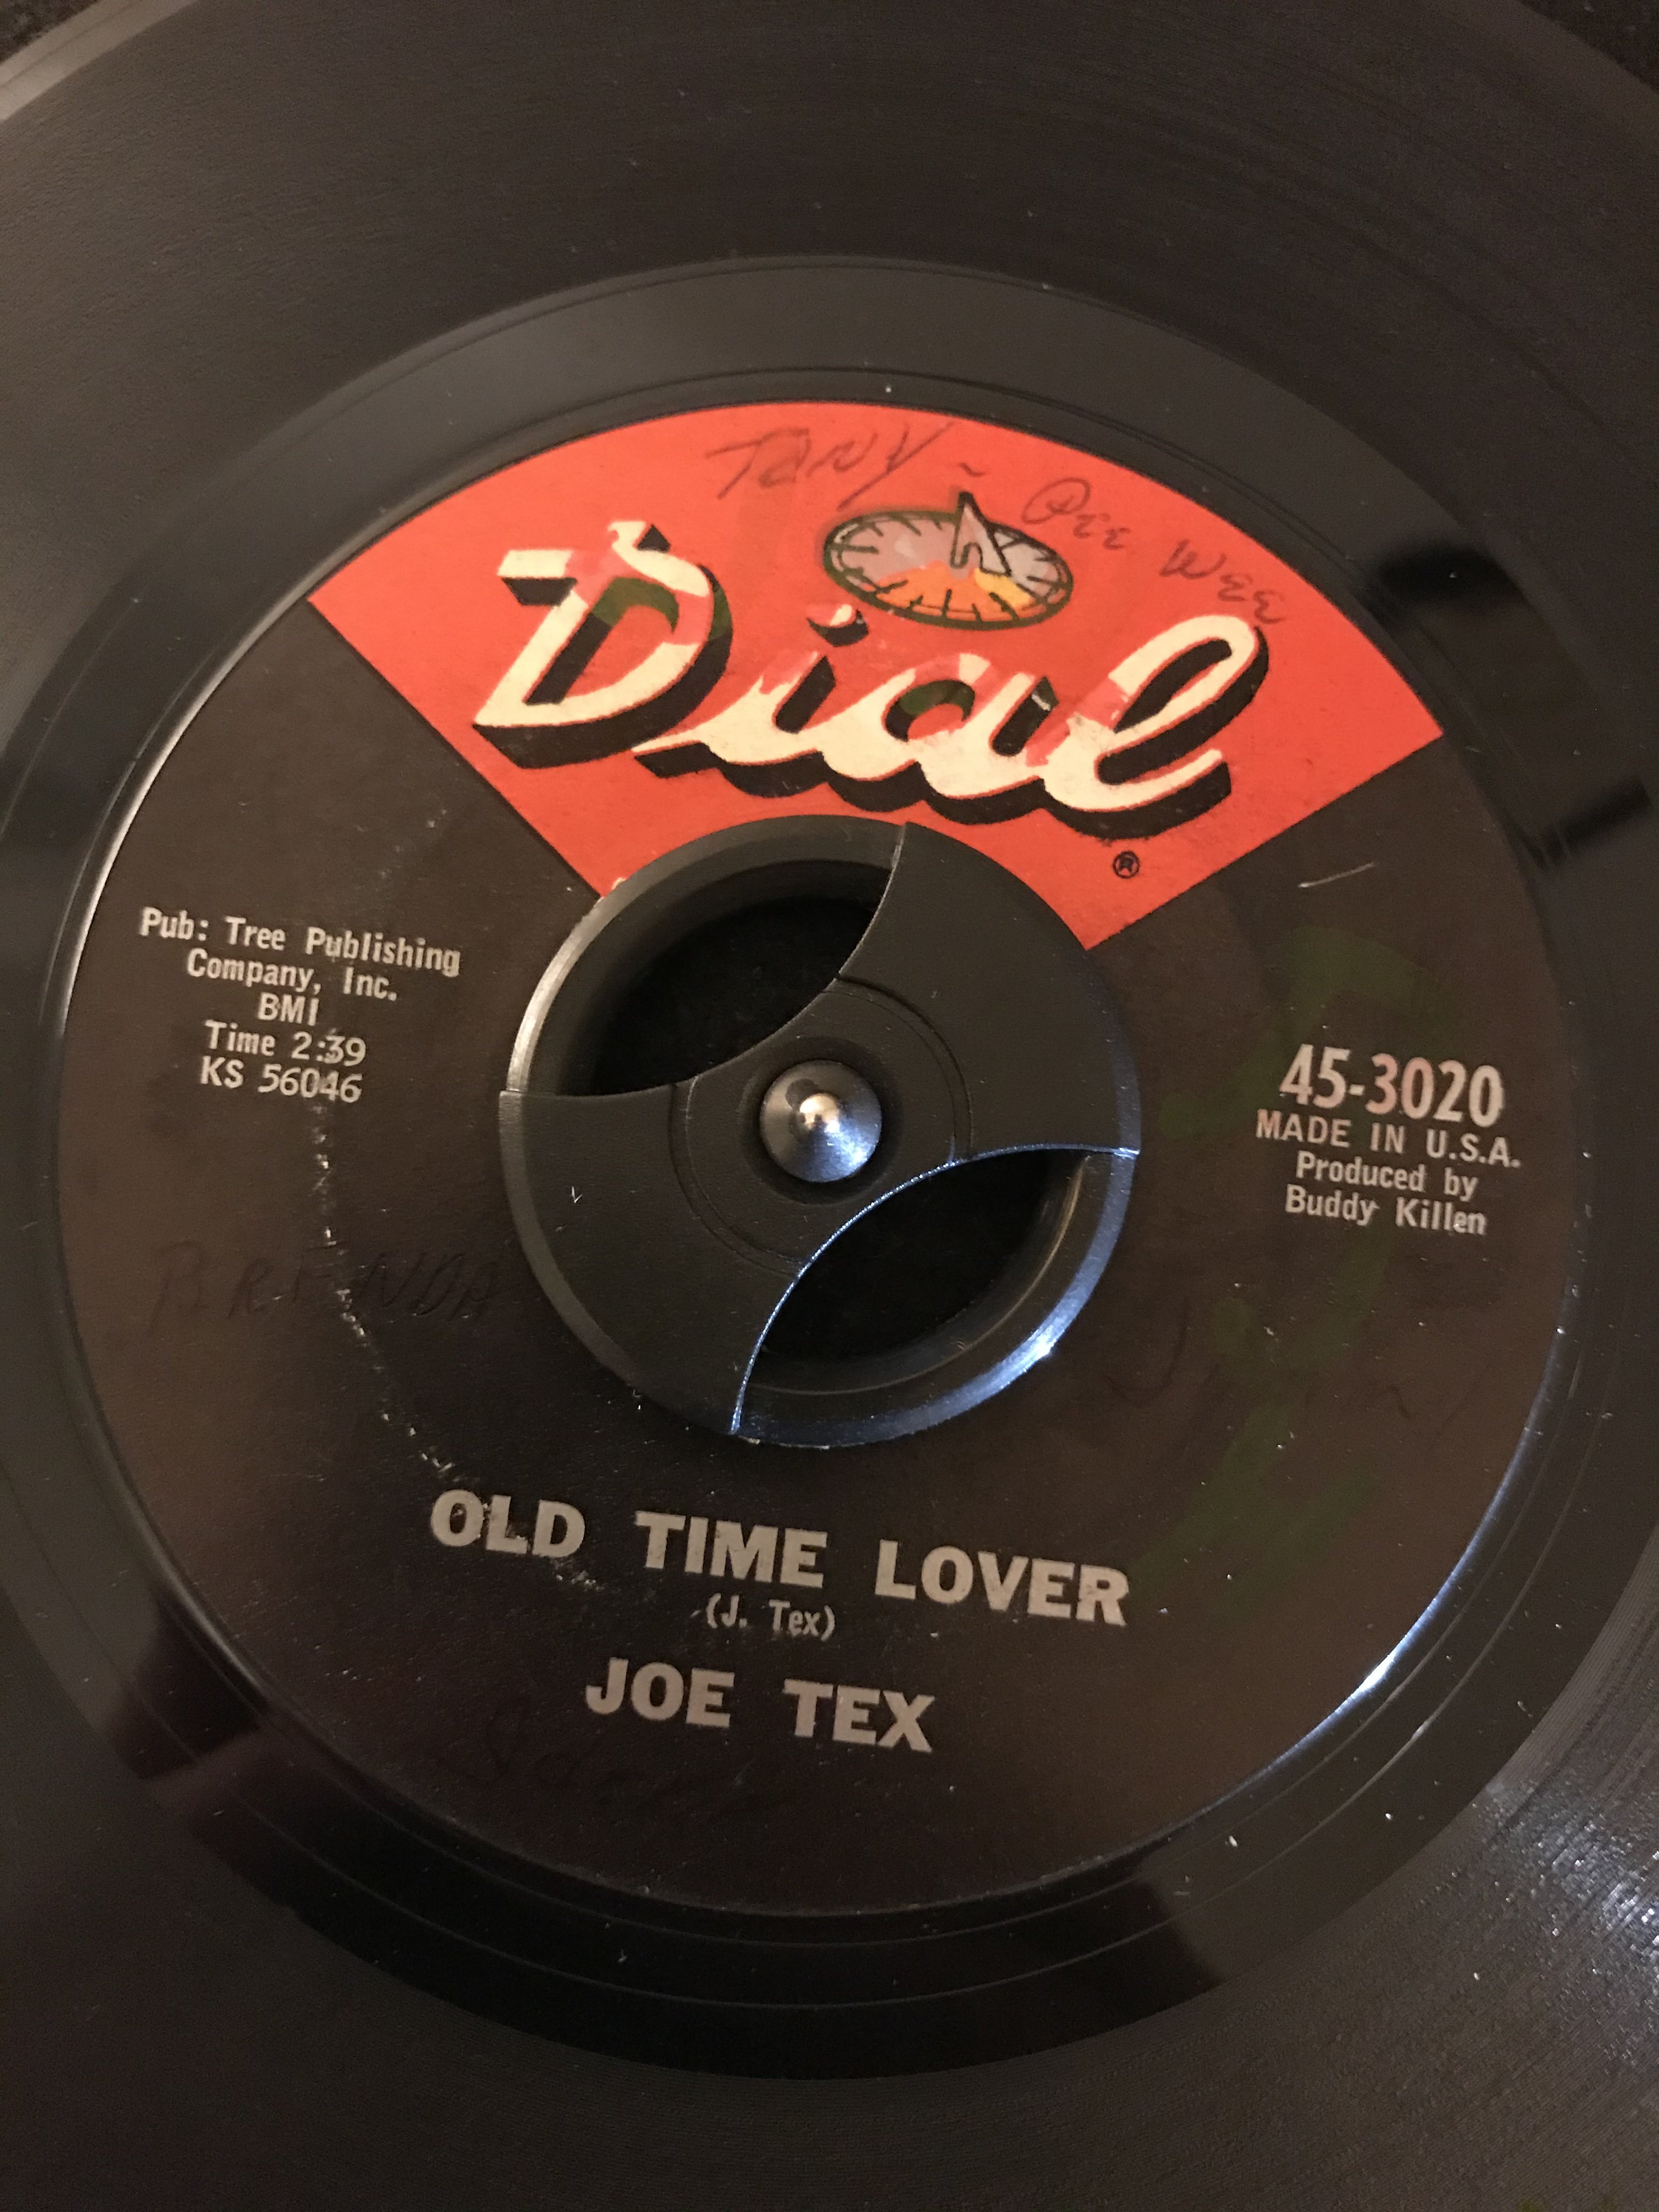 TONY - PEE WEE
Dial
®
Pub: Tree Publishing
Company, Inc.
BMI
Time 2:39
KS 56046
45-3020
MADE IN U.S.A.
Produced by
Buddy Killen
BRENDA
OLD TIME LOVER
(J. Tex)
JOE TEX